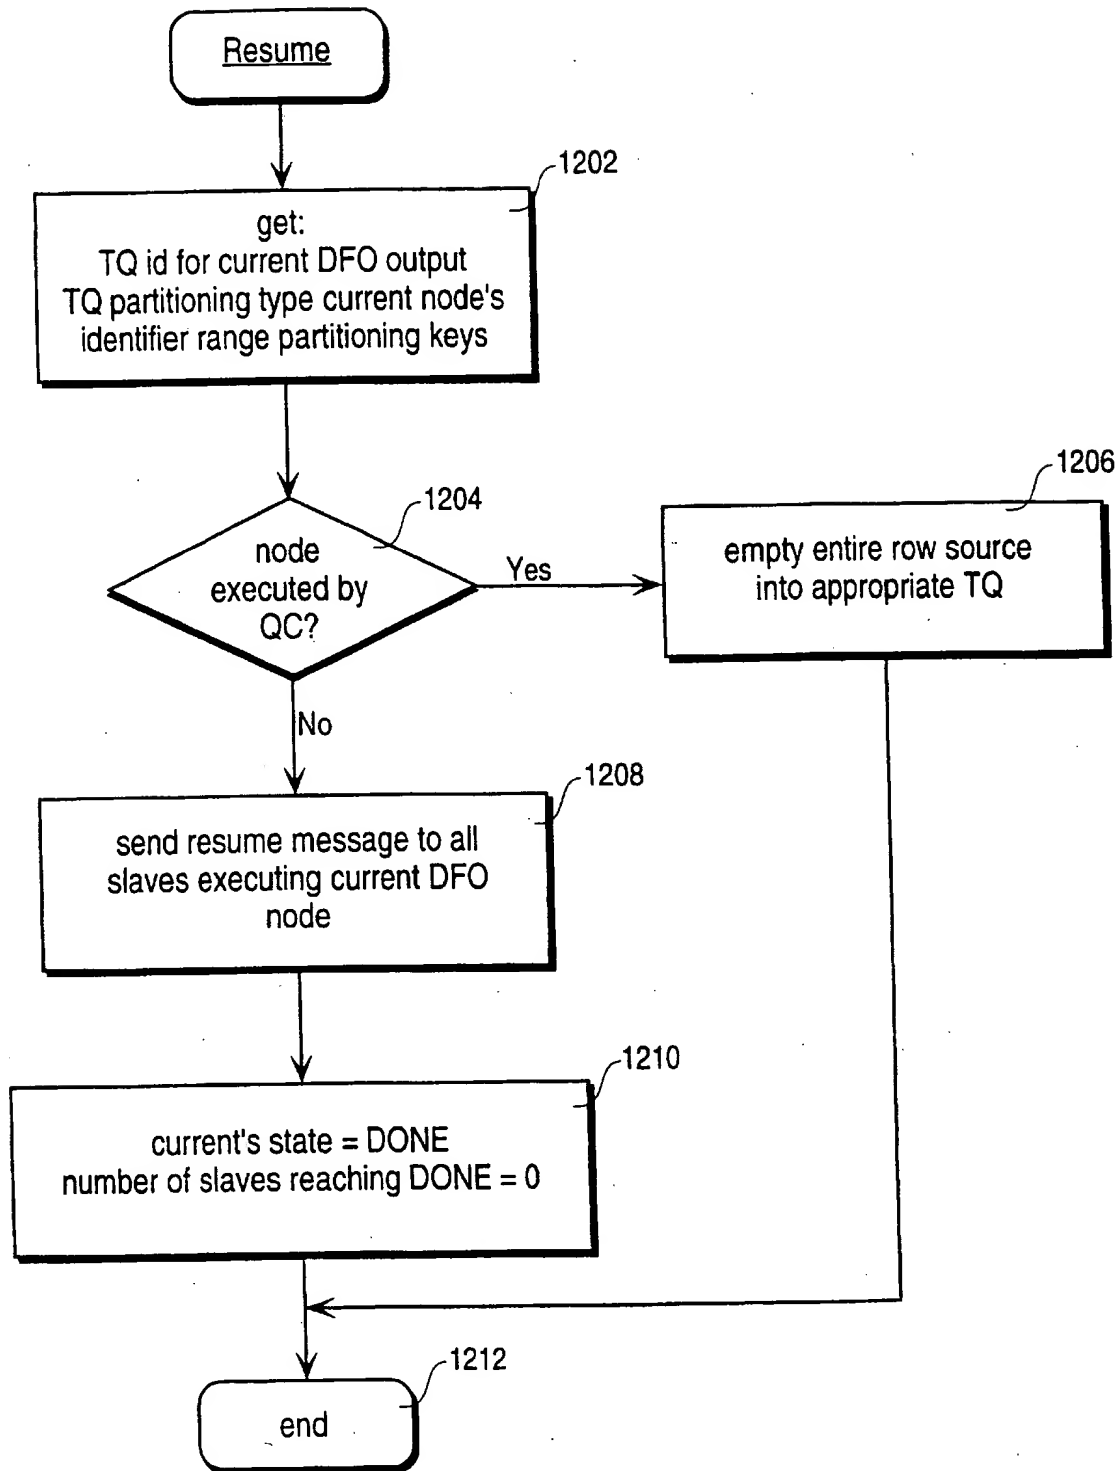 Resume
1202
get:
TQ id for current DFO output
TQ partitioning type current node's
identifier range partitioning keys
1204
node
executed by
QC?
Yes
1206
empty entire row source
into appropriate TQ
No
1208
send resume message to all
slaves executing current DFO
node
1210
current's state = DONE
number of slaves reaching DONE = 0
1212
end